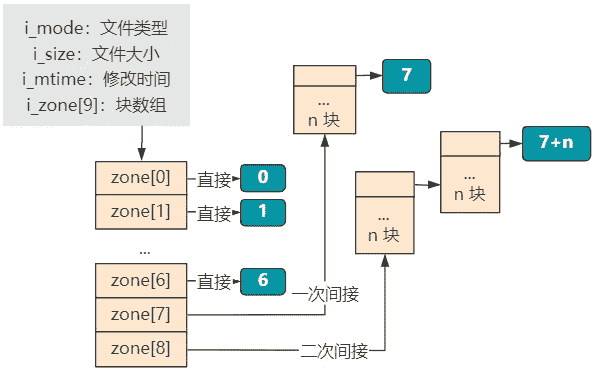 i_mode：文件类型
i_size：文件大小
i_mtime：修改时间
i_zone[9]：块数组
zone[0]
直接
0
zone[1]
直接
1
...
zone[6]
直接
6
zone[7]
一次间接
zone[8]
二次间接
...
n 块
7
...
n 块
...
n 块
7+n